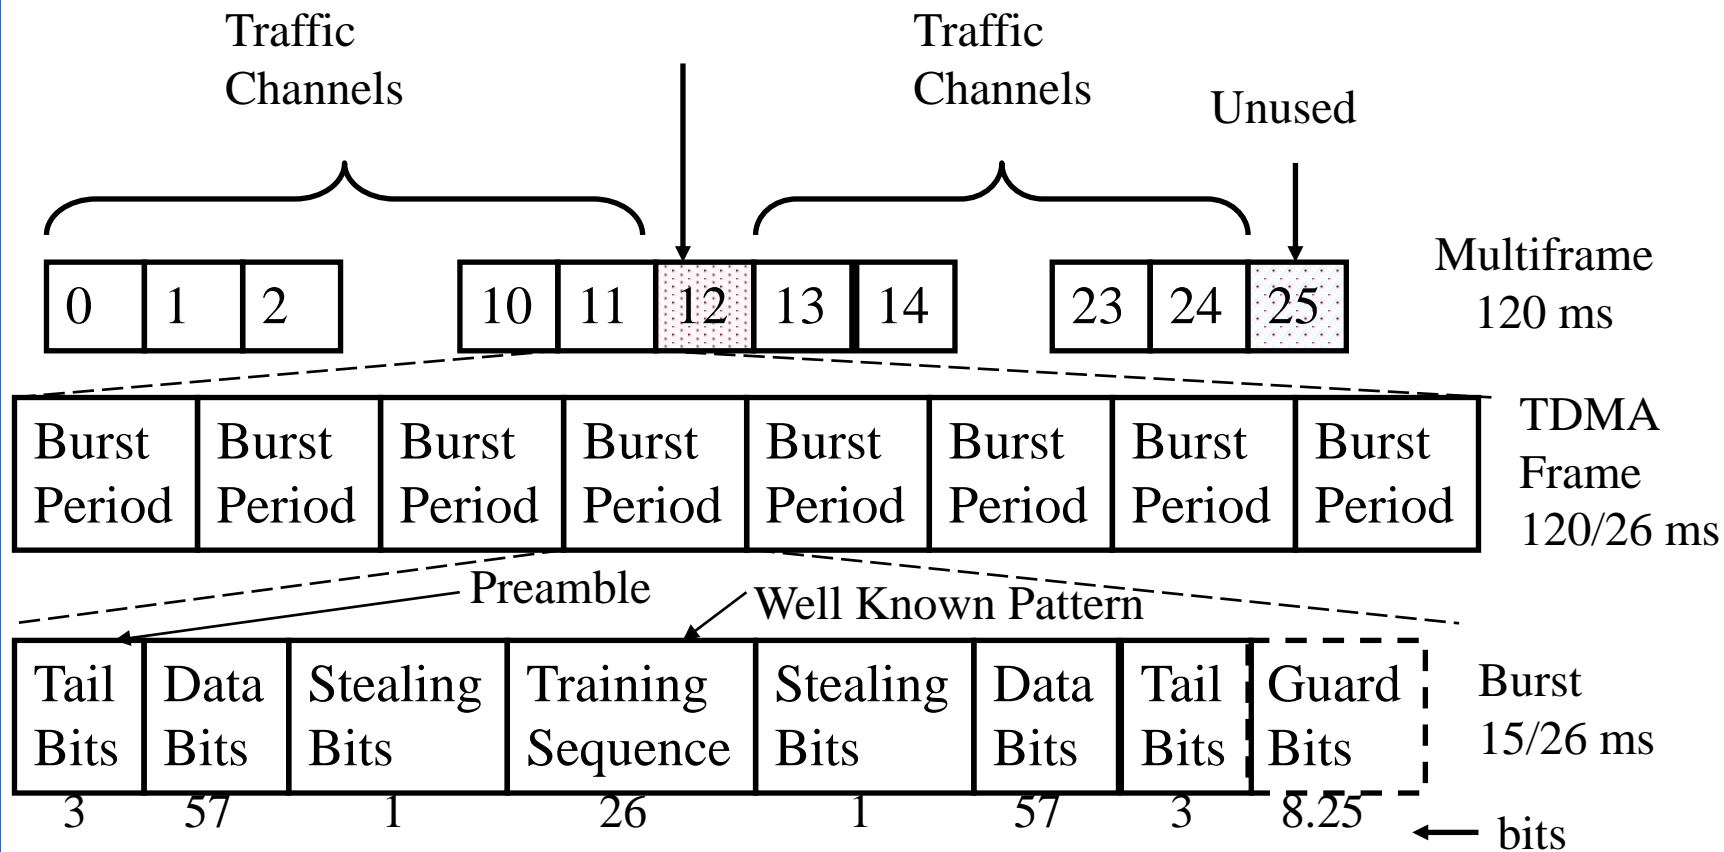 Traffic
Channels
Traffic
Channels
Unused
0 1 2 10 11 12 13 14 23 24 25
Multiframe
120 ms
Burst Burst Burst Burst Burst Burst Burst Burst
Period Period Period Period Period Period Period Period
TDMA
Frame
120/26 ms
Preamble
Well Known Pattern
Tail Data Stealing Training Stealing Data Tail Guard
Bits Bits Bits Sequence Bits Bits Bits Bits
Burst
15/26 ms
3 57 1 26 1 57 3 8.25
bits